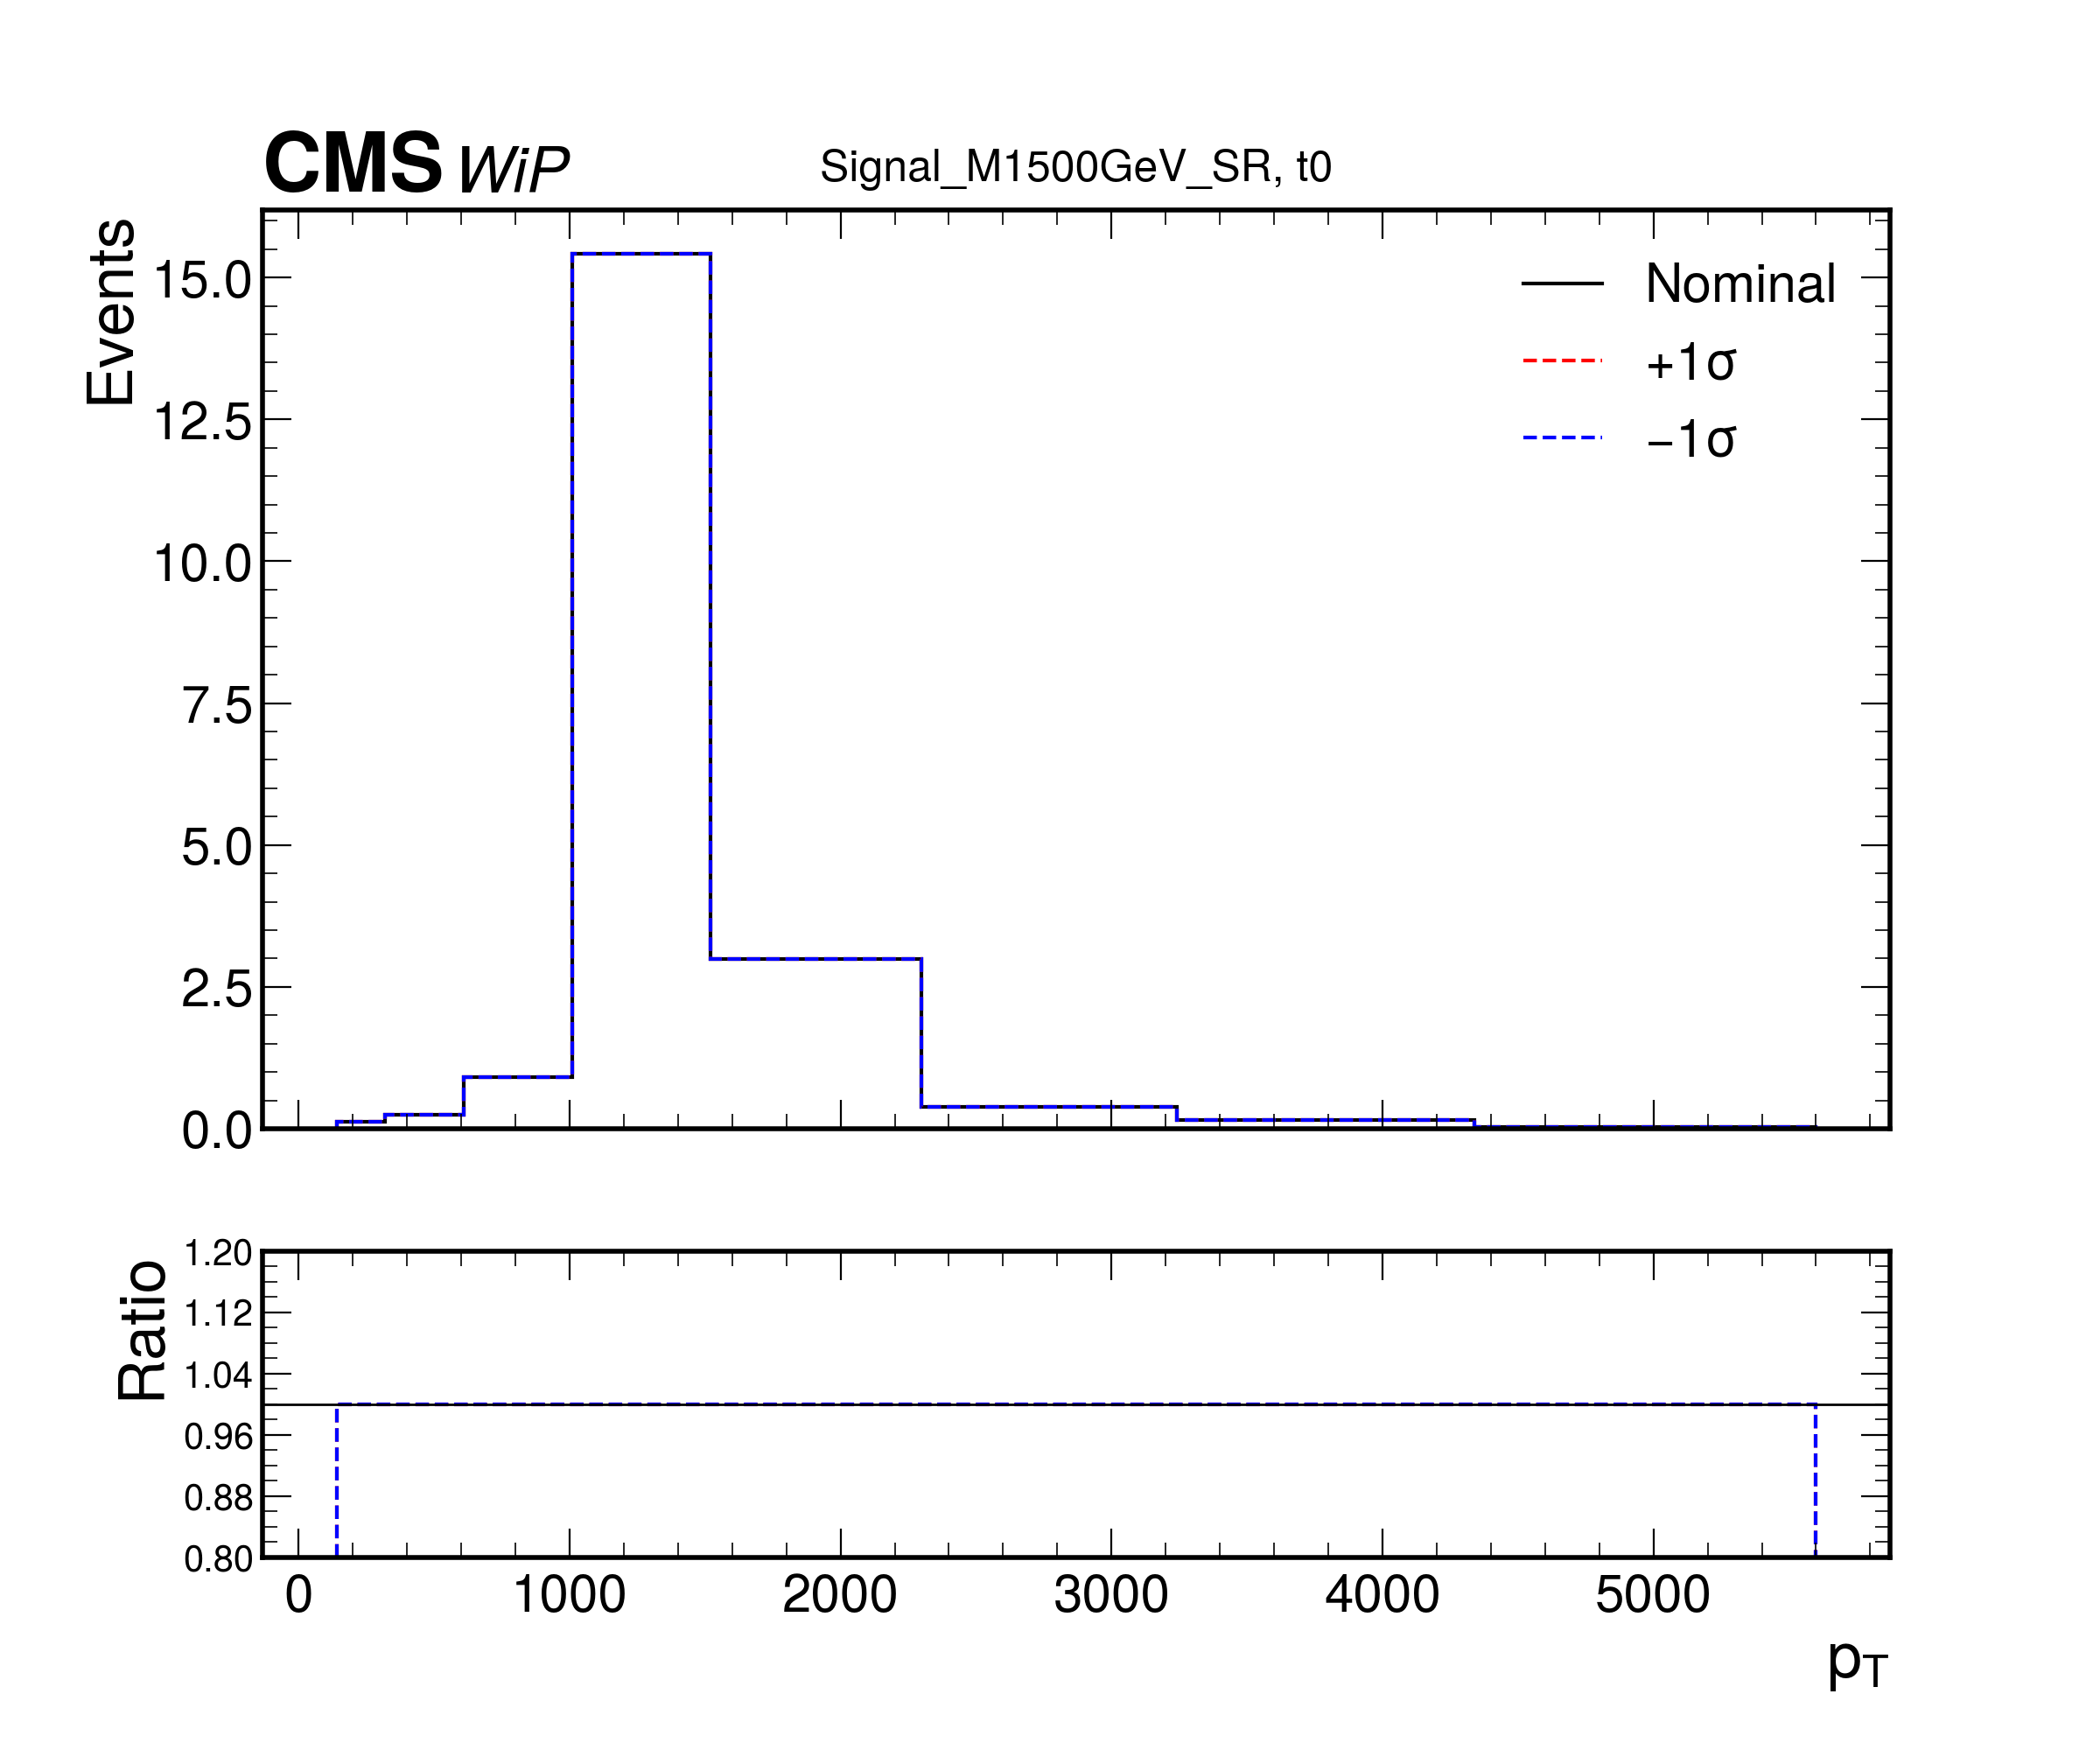 CMS WiP
Signal_M1500GeV_SR, t0
Events
15.0
12.5
10.0
7.5
5.0
2.5
0.0
Nominal
+1σ
−1σ
Ratio
1.20
1.12
1.04
0.96
0.88
0.80
0 1000 2000 3000 4000 5000
pT